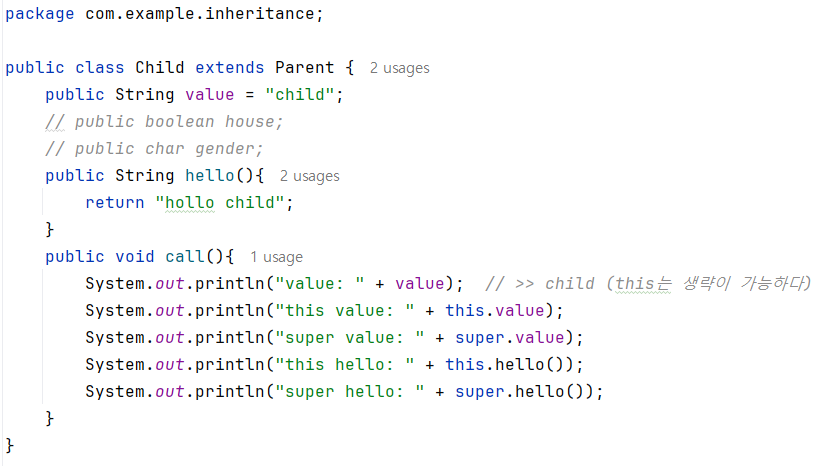 package com.example.inheritance;
public class Child extends Parent { 2 usages
public String value = "child";
// public boolean house;
// public char gender;
public String hello(){ 2 usages
return "hollo child";
}
public void call(){ 1 usage
System.out.println("value: " + value); // >> child (this는 생략이 가능하다)
System.out.println("this value: " + this.value);
System.out.println("super value: " + super.value);
System.out.println("this hello: " + this.hello());
System.out.println("super hello: " + super.hello());
}
}